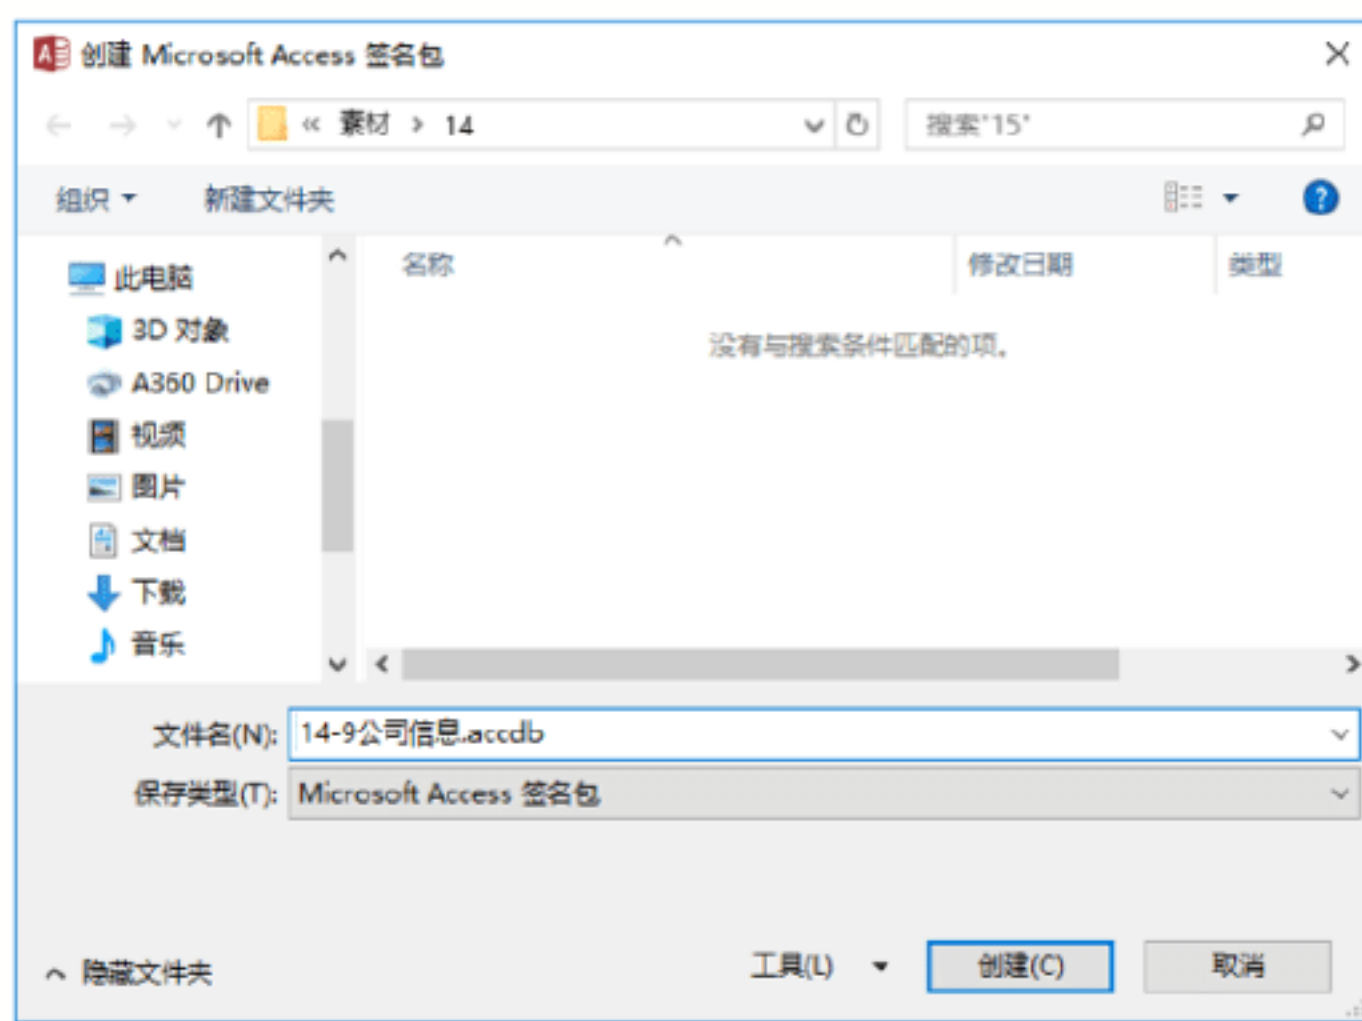 创建 Microsoft Access 签名包
« 素材 > 14
搜索"15"
组织
新建文件夹
名称
修改日期
类型
此电脑
3D 对象
A360 Drive
视频
图片
文档
下载
音乐
没有与搜索条件匹配的项。
文件名(N): 14-9公司信息.accdb
保存类型(T): Microsoft Access 签名包
隐藏文件夹
工具(L)
创建(C)
取消